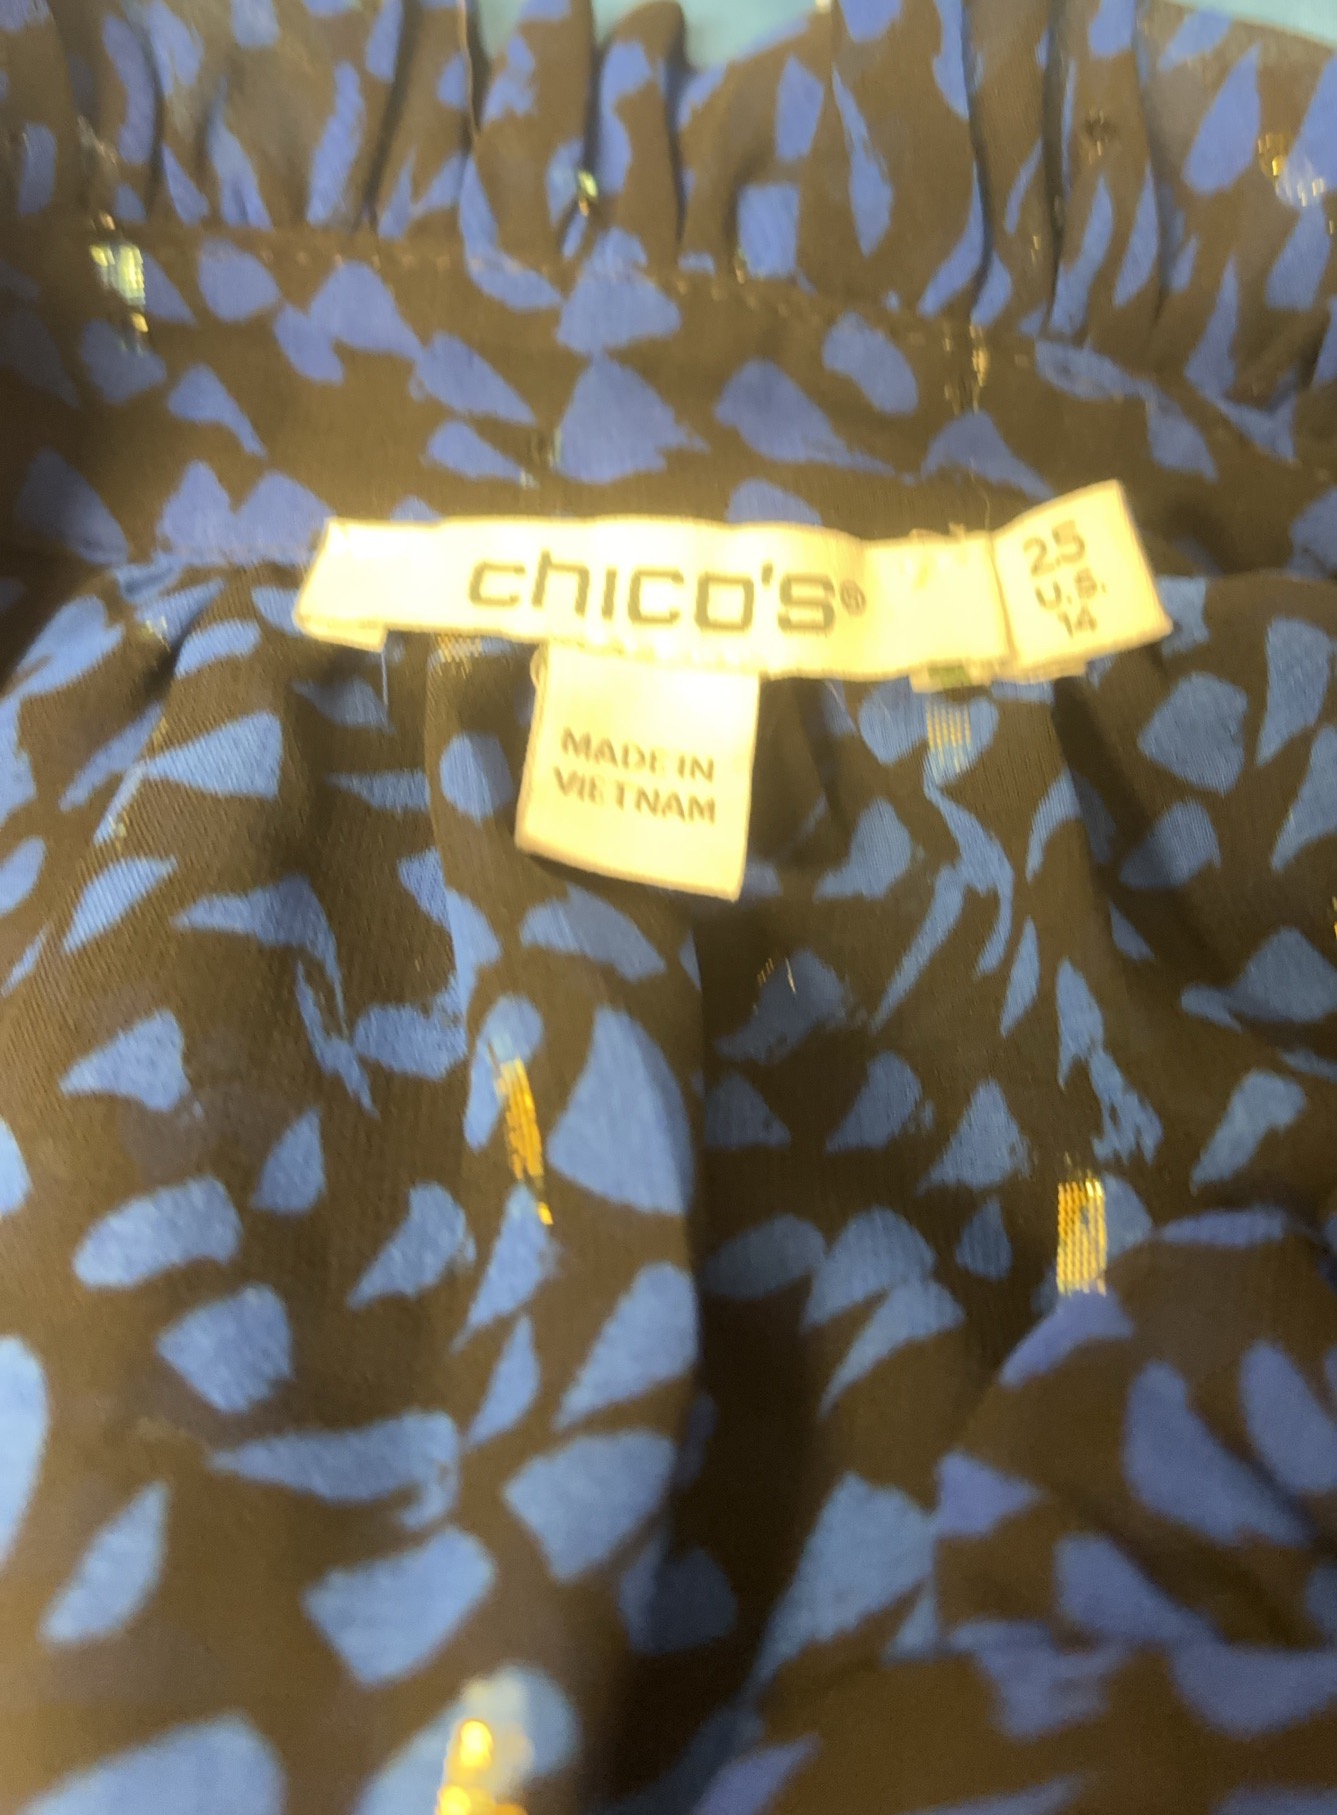 chico's®
2.5
U.S.
14
MADE IN
VIETNAM